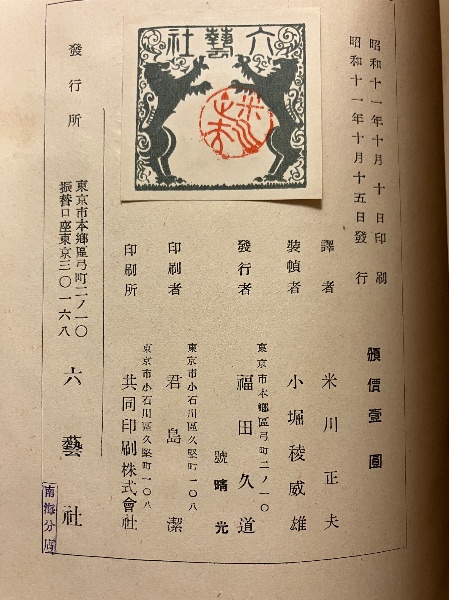 昭和十一年十月十日印刷
昭和十一年十月十五日發行
頒價壹圓
譯者 米川正夫
裝幀者 小堀稜威雄
東京市本鄕區弓町二ノ一〇
發行者 福田久道
號 晴光
東京市小石川區久堅町一〇八
印刷者 君島潔
東京市小石川區久堅町一〇八
印刷所 共同印刷株式會社
發行所
東京市本鄕區弓町二ノ一〇
振替口座東京三〇一六八
六藝社
六藝社
米川正夫
南海分店